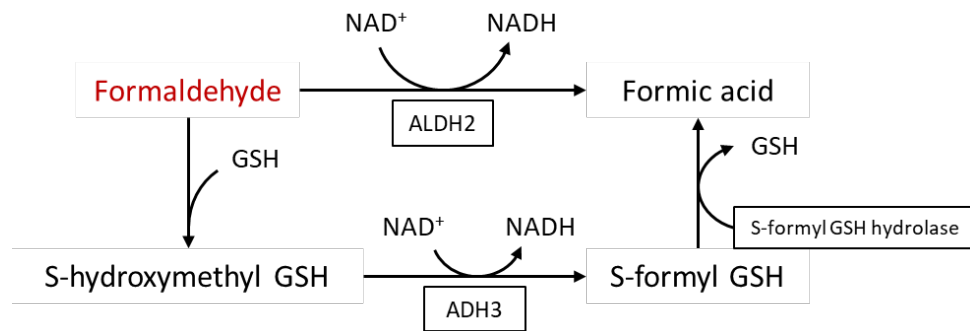 NAD⁺ NADH
Formaldehyde Formic acid
ALDH2
GSH GSH
NAD⁺ NADH
S-formyl GSH hydrolase
S-hydroxymethyl GSH S-formyl GSH
ADH3